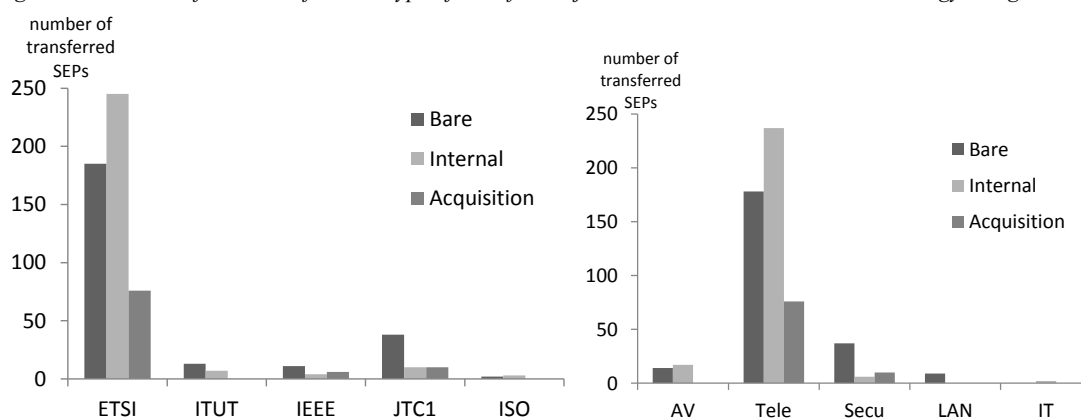 number of
transferred
SEPs
250
200
150
100
50
0
Bare
Internal
Acquisition
ETSI ITUT IEEE JTC1 ISO
number of
transferred
SEPs
250
200
150
100
50
0
Bare
Internal
Acquisition
AV Tele Secu LAN IT